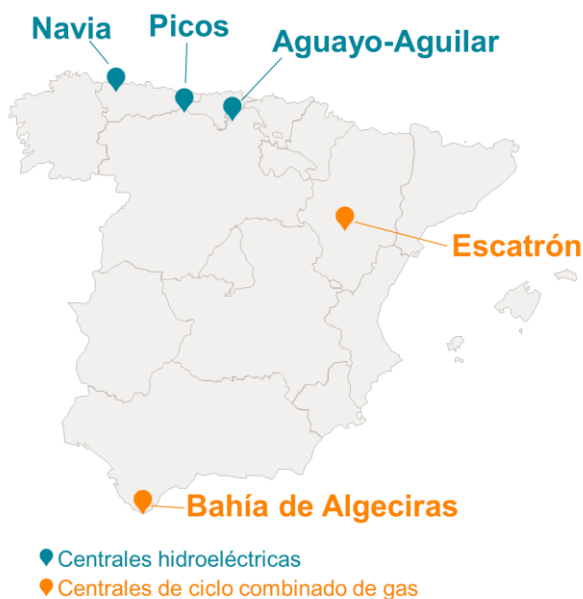 Navia
Picos
Aguayo-Aguilar
Escatrón
Bahía de Algeciras
Centrales hidroeléctricas
Centrales de ciclo combinado de gas